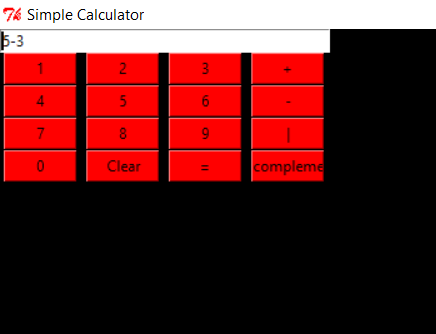 Simple Calculator
5-3
1 2 3 +
4 5 6 -
7 8 9 |
0 Clear = compleme